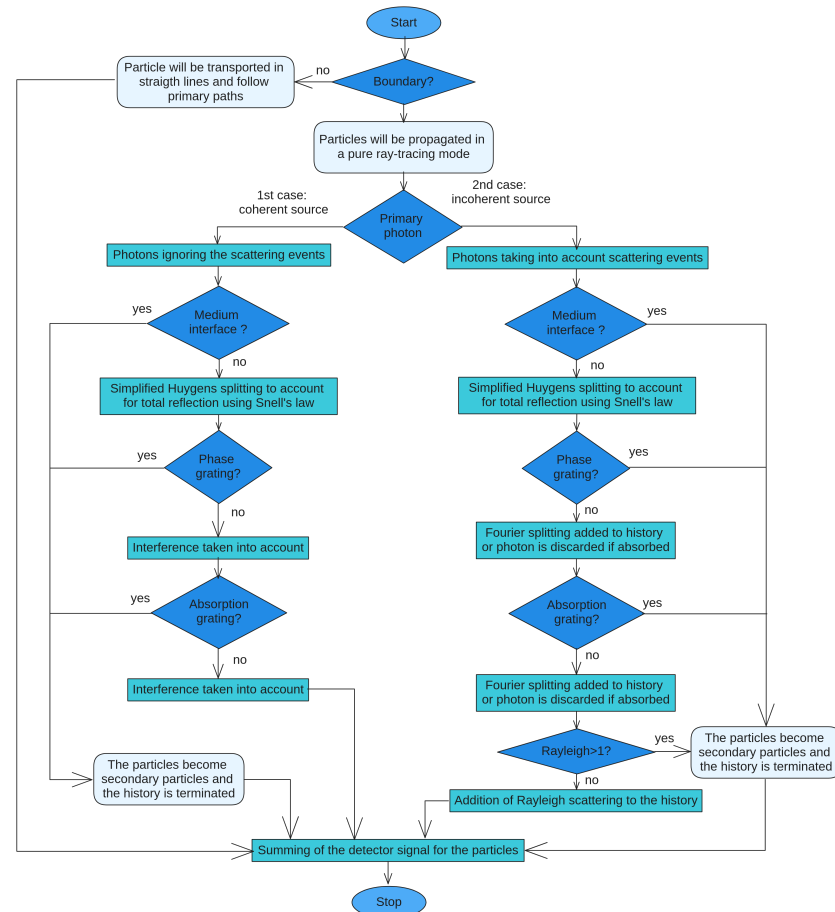 Start
Particle will be transported in
straigth lines and follow
primary paths
no
Boundary?
Particles will be propagated in
a pure ray-tracing mode
1st case:
coherent source
2nd case:
incoherent source
Primary
photon
Photons ignoring the scattering events
Photons taking into account scattering events
yes
Medium
interface ?
no
Simplified Huygens splitting to account
for total reflection using Snell's law
yes
Phase
grating?
no
Interference taken into account
yes
Absorption
grating?
no
Interference taken into account
The particles become
secondary particles and
the history is terminated
Medium
interface ?
yes
no
Simplified Huygens splitting to account
for total reflection using Snell's law
Phase
grating?
yes
no
Fourier splitting added to history
or photon is discarded if absorbed
Absorption
grating?
yes
no
Fourier splitting added to history
or photon is discarded if absorbed
Rayleigh>1?
yes
The particles become
secondary particles and
the history is terminated
no
Addition of Rayleigh scattering to the history
Summing of the detector signal for the particles
Stop